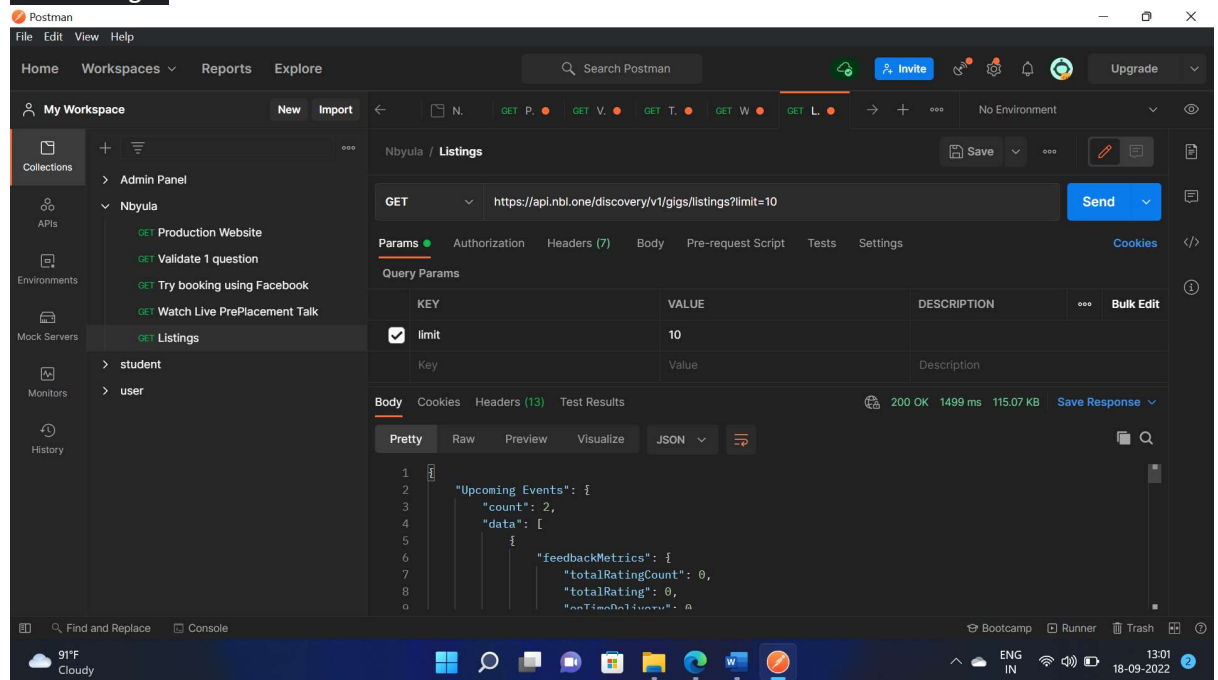 Postman
File Edit View Help
Home Workspaces Reports Explore Search Postman Invite Upgrade
My Workspace New Import N. GET P. GET V. GET T. GET W GET L. No Environment
Collections
APIs
Environments
Mock Servers
Monitors
History
Admin Panel
Nbyula
GET Production Website
GET Validate 1 question
GET Try booking using Facebook
GET Watch Live PrePlacement Talk
GET Listings
student
user
Nbyula / Listings Save
GET https://api.nbl.one/discovery/v1/gigs/listings?limit=10 Send
Params Authorization Headers (7) Body Pre-request Script Tests Settings Cookies
Query Params
KEY VALUE DESCRIPTION Bulk Edit
limit 10
Key Value Description
Body Cookies Headers (13) Test Results 200 OK 1499 ms 115.07 KB Save Response
Pretty Raw Preview Visualize JSON
1 {
2 "Upcoming Events": {
3 "count": 2,
4 "data": [
5 {
6 "feedbackMetrics": {
7 "totalRatingCount": 0,
8 "totalRating": 0,
9 "onTimeDelivery": 0
Find and Replace Console Bootcamp Runner Trash
91°F
Cloudy
ENG
IN
13:01
18-09-2022
2